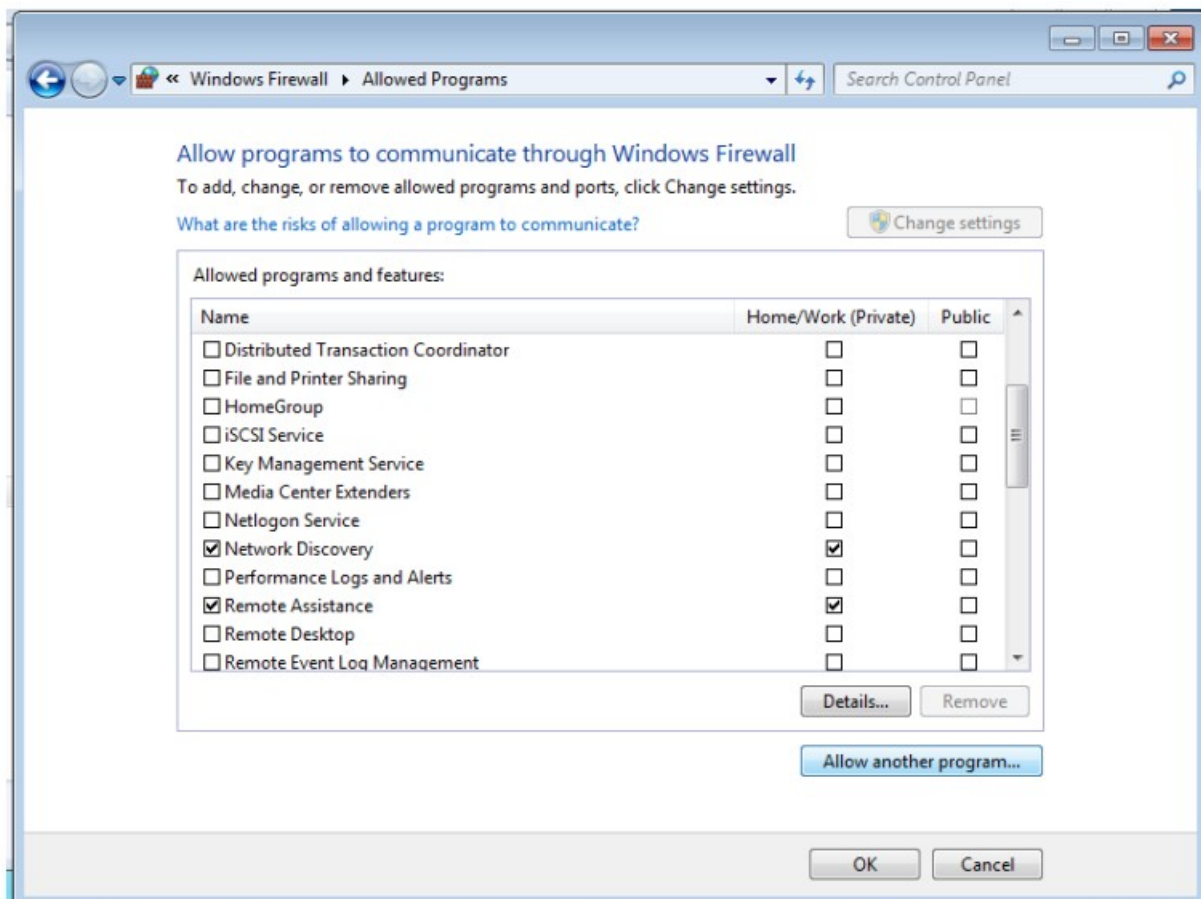 « Windows Firewall ▸ Allowed Programs
Search Control Panel
Allow programs to communicate through Windows Firewall
To add, change, or remove allowed programs and ports, click Change settings.
What are the risks of allowing a program to communicate?
Change settings
Allowed programs and features:
Name Home/Work (Private) Public
Distributed Transaction Coordinator
File and Printer Sharing
HomeGroup
iSCSI Service
Key Management Service
Media Center Extenders
Netlogon Service
Network Discovery
Performance Logs and Alerts
Remote Assistance
Remote Desktop
Remote Event Log Management
Details... Remove
Allow another program...
OK Cancel